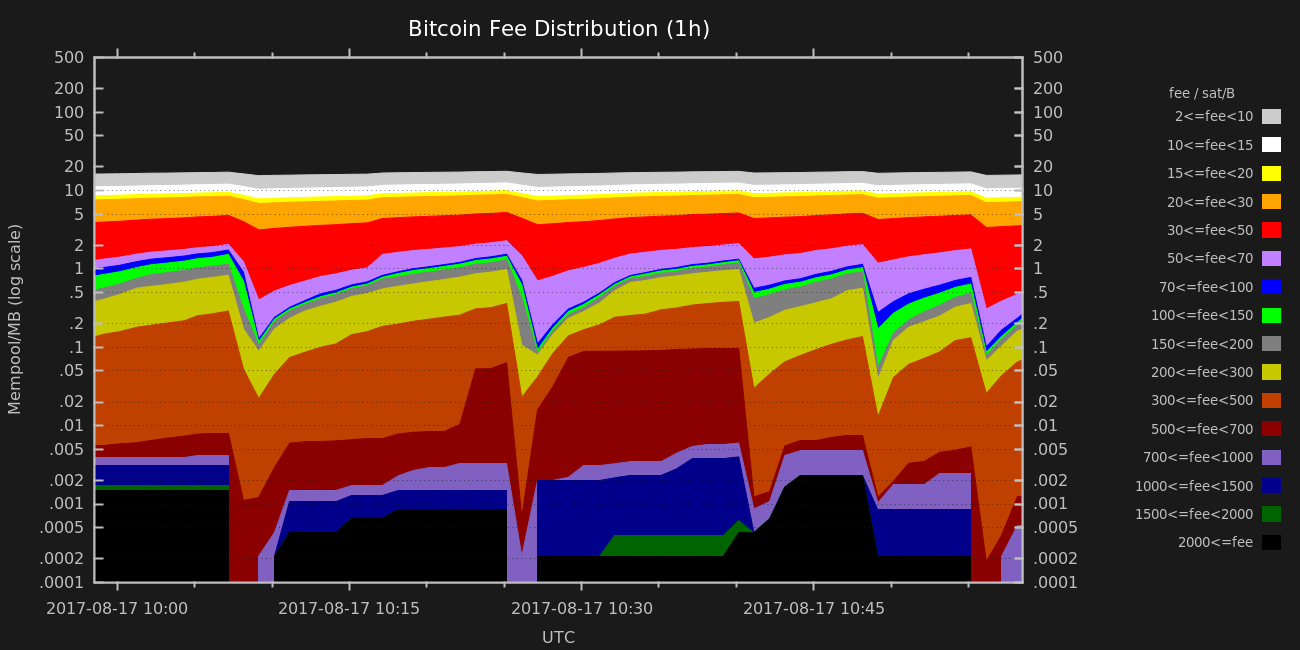 Bitcoin Fee Distribution (1h)
500 500
200 200
100 100
50 50
20 20
10 10
5 5
2 2
1 1
.5 .5
.2 .2
.1 .1
.05 .05
.02 .02
.01 .01
.005 .005
.002 .002
.001 .001
.0005 .0005
.0002 .0002
.0001 .0001
Mempool/MB (log scale)
2017-08-17 10:00 2017-08-17 10:15 2017-08-17 10:30 2017-08-17 10:45
UTC
fee / sat/B
2<=fee<10
10<=fee<15
15<=fee<20
20<=fee<30
30<=fee<50
50<=fee<70
70<=fee<100
100<=fee<150
150<=fee<200
200<=fee<300
300<=fee<500
500<=fee<700
700<=fee<1000
1000<=fee<1500
1500<=fee<2000
2000<=fee